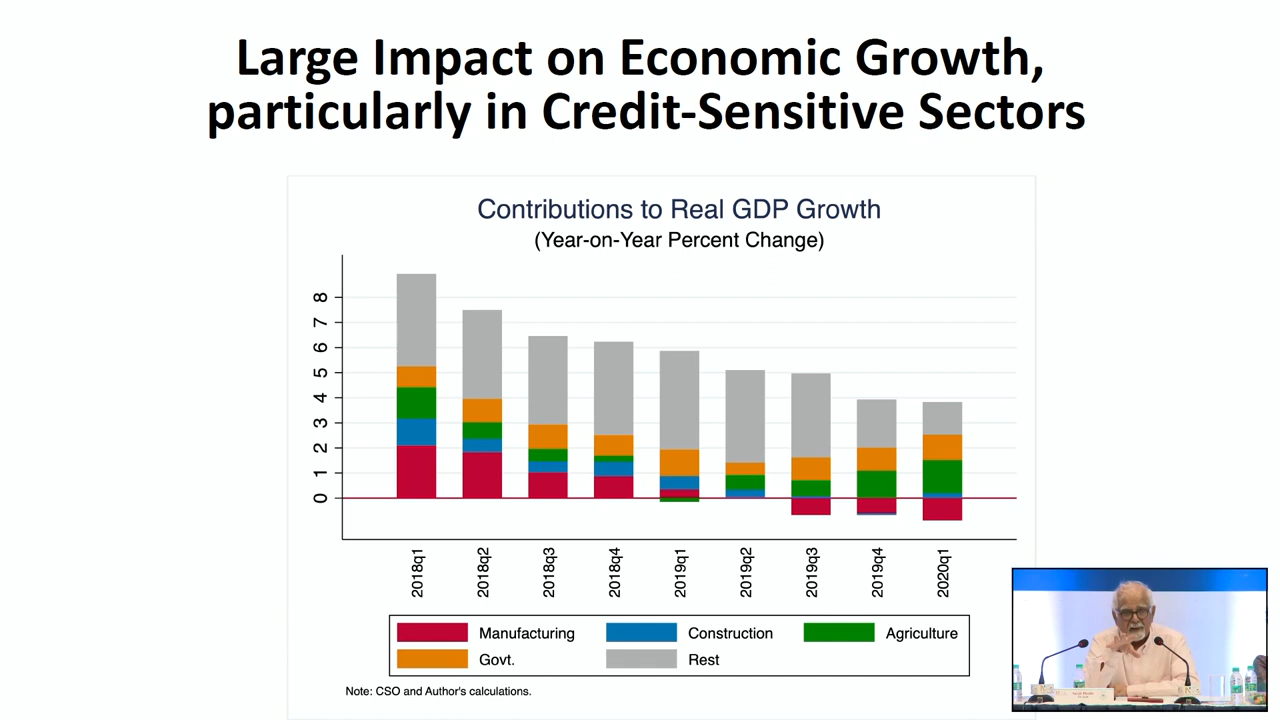 Large Impact on Economic Growth,
particularly in Credit-Sensitive Sectors
Contributions to Real GDP Growth
(Year-on-Year Percent Change)
8
7
6
5
4
3
2
1
0
2018q1
2018q2
2018q3
2018q4
2019q1
2019q2
2019q3
2019q4
2020q1
Manufacturing
Construction
Agriculture
Govt.
Rest
Note: CSO and Author's calculations.